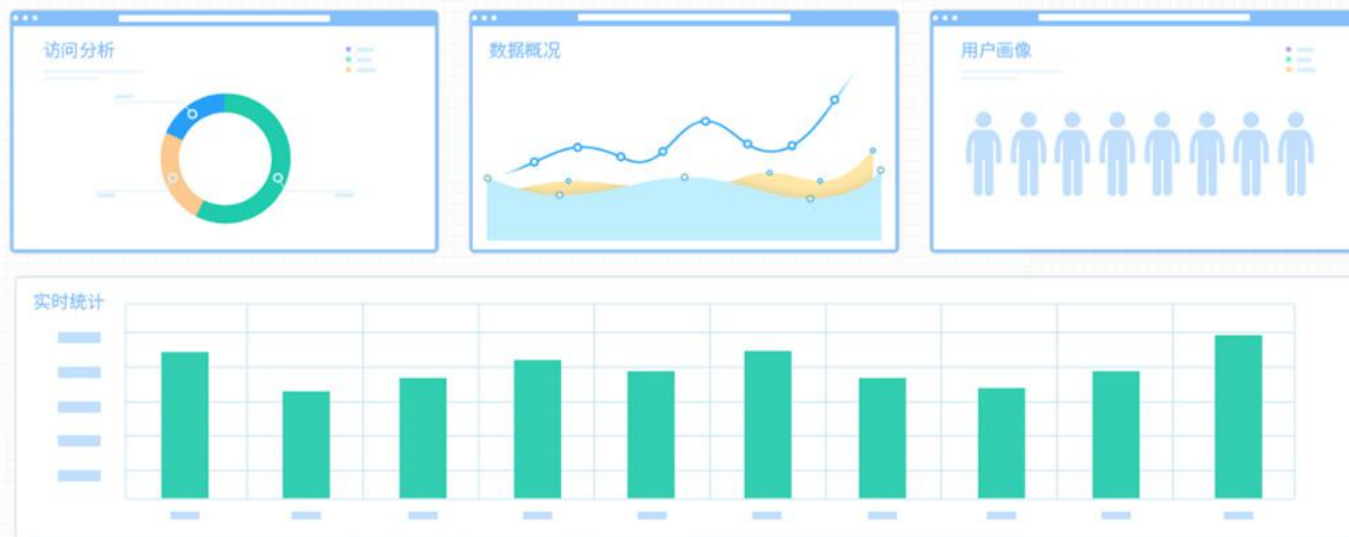 访问分析
数据概况
用户画像
实时统计